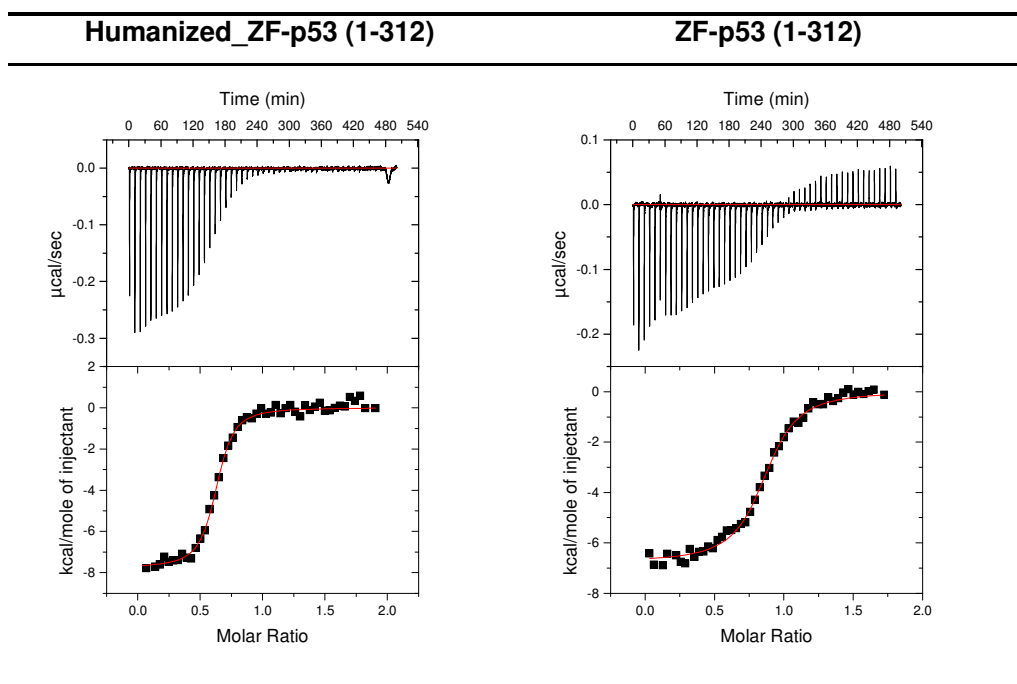 Humanized_ZF-p53 (1-312) ZF-p53 (1-312)
Time (min)
0 60 120 180 240 300 360 420 480 540
0.0
-0.1
-0.2
-0.3
µcal/sec
2
0
-2
-4
-6
-8
kcal/mole of injectant
0.0 0.5 1.0 1.5 2.0
Molar Ratio
Time (min)
0 60 120 180 240 300 360 420 480 540
0.1
0.0
-0.1
-0.2
µcal/sec
0
-2
-4
-6
-8
kcal/mole of injectant
0.0 0.5 1.0 1.5 2.0
Molar Ratio